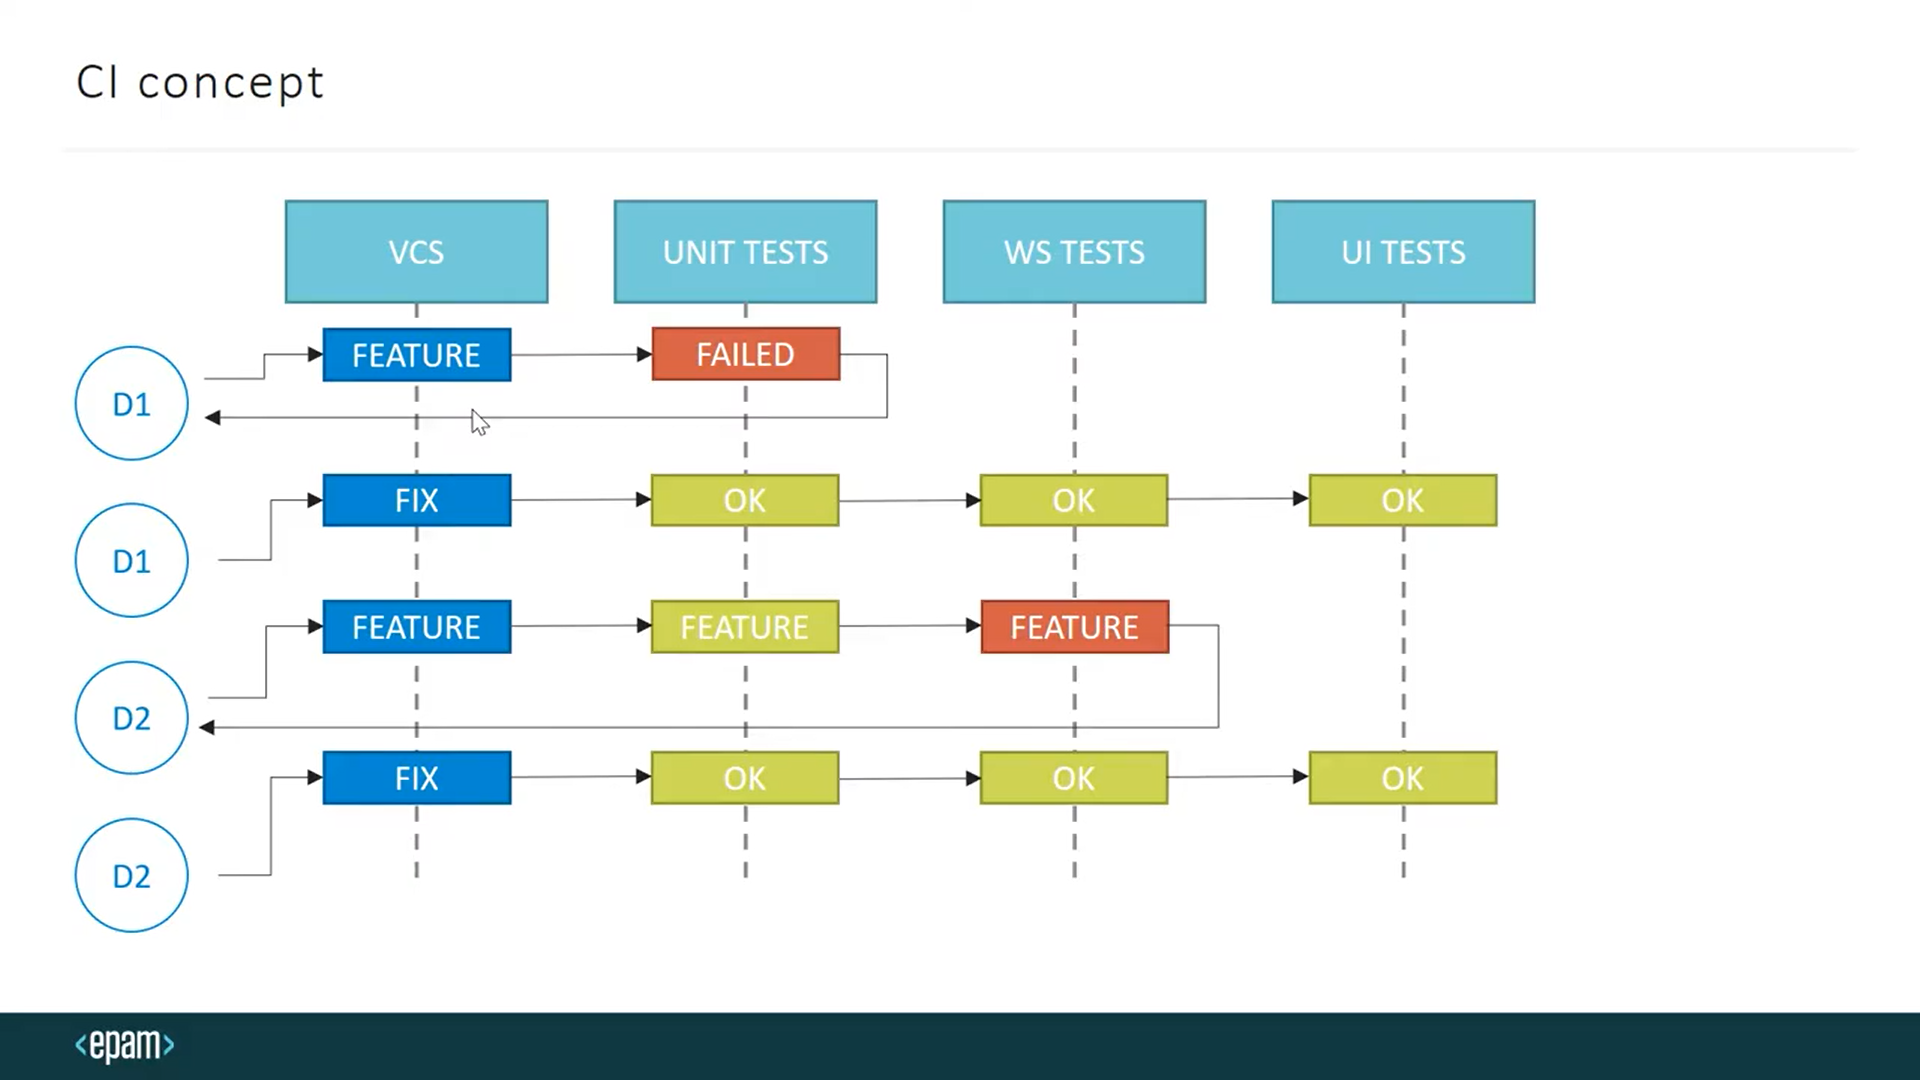 CI concept
VCS
UNIT TESTS
WS TESTS
UI TESTS
D1
FEATURE
FAILED
D1
FIX
OK
OK
OK
D2
FEATURE
FEATURE
FEATURE
D2
FIX
OK
OK
OK
<epam>